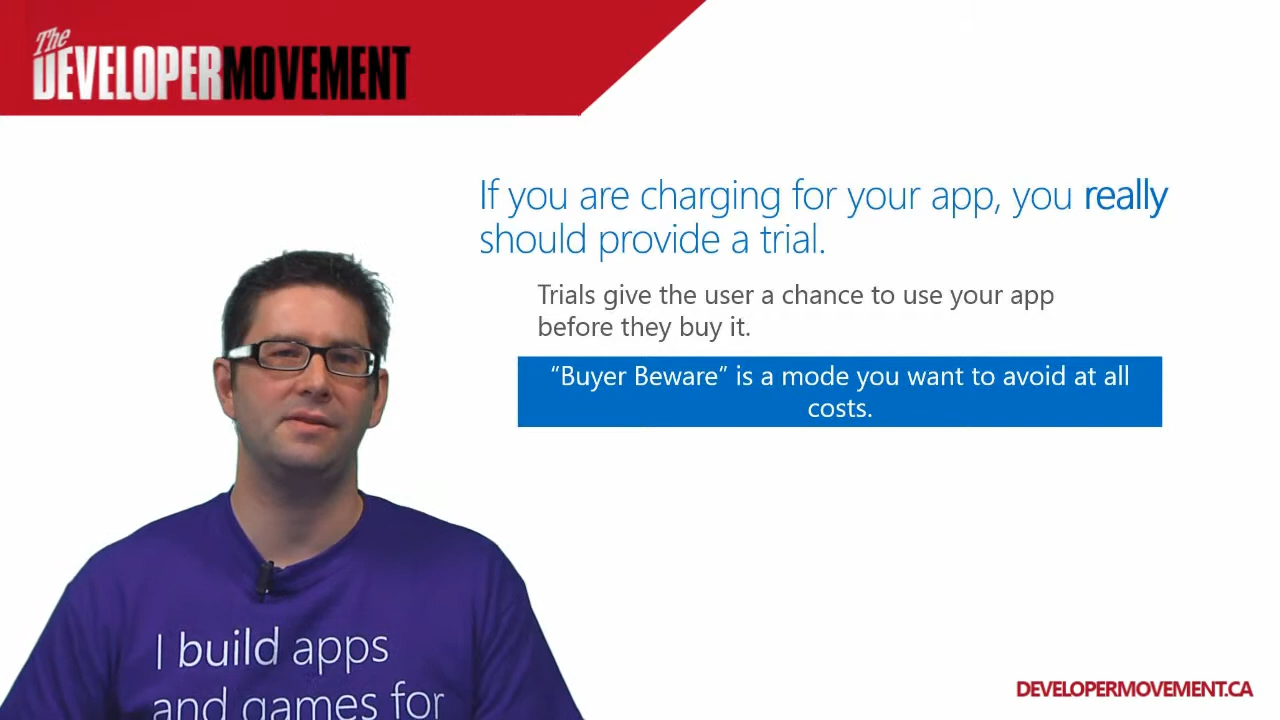 The
DEVELOPERMOVEMENT
If you are charging for your app, you really
should provide a trial.
Trials give the user a chance to use your app
before they buy it.
“Buyer Beware” is a mode you want to avoid at all
costs.
I build apps
and games for
DEVELOPERMOVEMENT.CA